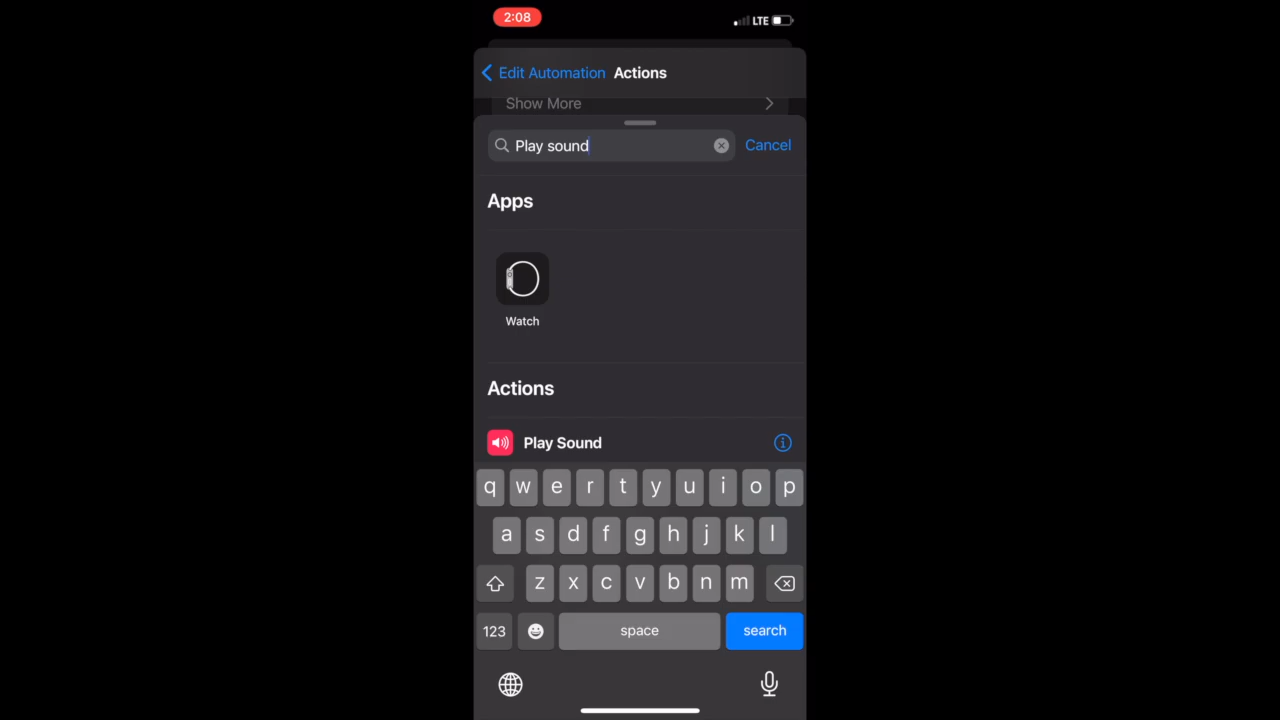 2:08
LTE
Edit Automation Actions
Show More
Play sound
Cancel
Apps
Watch
Actions
Play Sound
q w e r t y u i o p
a s d f g h j k l
z x c v b n m
123 space search